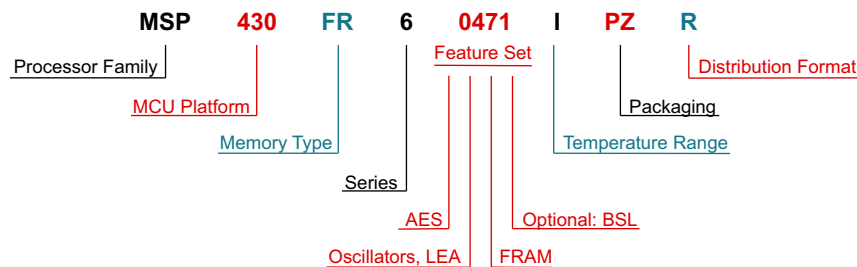 MSP 430 FR 6 0471 I PZ R
Feature Set
Processor Family
Distribution Format
MCU Platform
Packaging
Memory Type
Temperature Range
Series
AES
Optional: BSL
Oscillators, LEA
FRAM